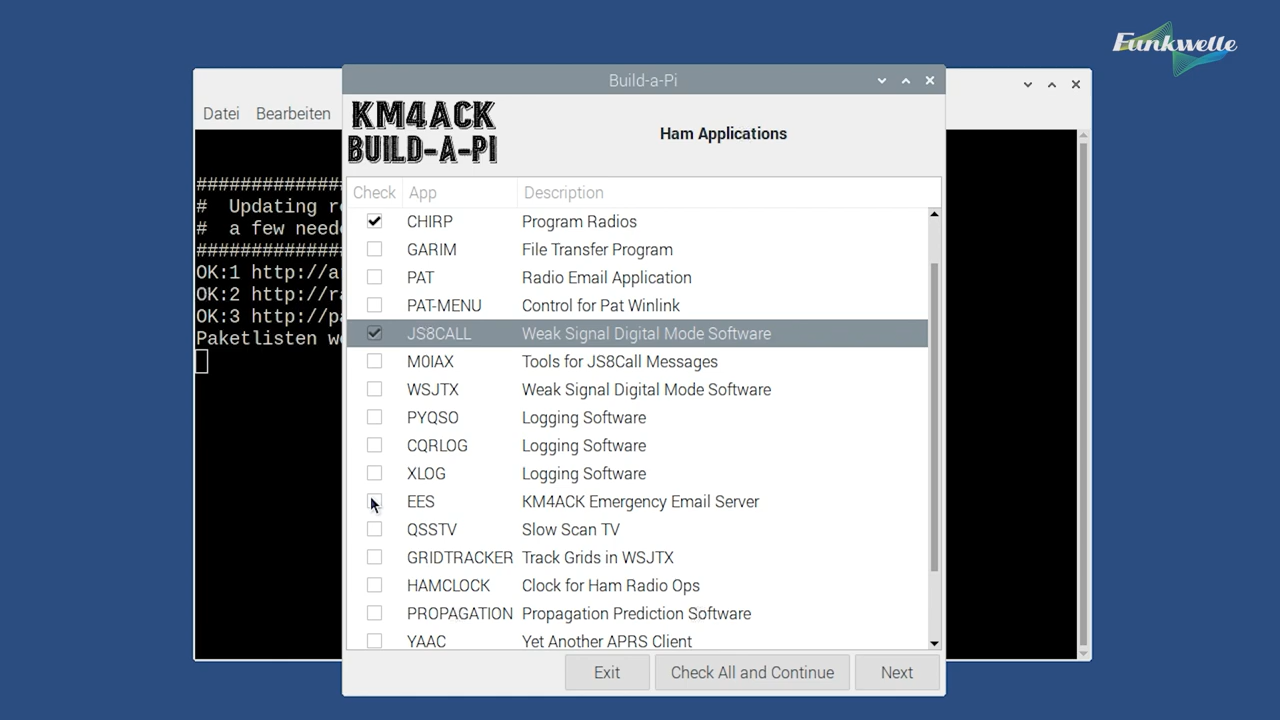 Funkwelle
Build-a-Pi
Datei Bearbeiten
KM4ACK
BUILD-A-PI
Ham Applications
Check App Description
CHIRP Program Radios
GARIM File Transfer Program
PAT Radio Email Application
PAT-MENU Control for Pat Winlink
JS8CALL Weak Signal Digital Mode Software
M0IAX Tools for JS8Call Messages
WSJTX Weak Signal Digital Mode Software
PYQSO Logging Software
CQRLOG Logging Software
XLOG Logging Software
EES KM4ACK Emergency Email Server
QSSTV Slow Scan TV
GRIDTRACKER Track Grids in WSJTX
HAMCLOCK Clock for Ham Radio Ops
PROPAGATION Propagation Prediction Software
YAAC Yet Another APRS Client
Exit Check All and Continue Next
#############
# Updating
# a few
#############
OK:1
OK:2
OK:3
Paketlisten